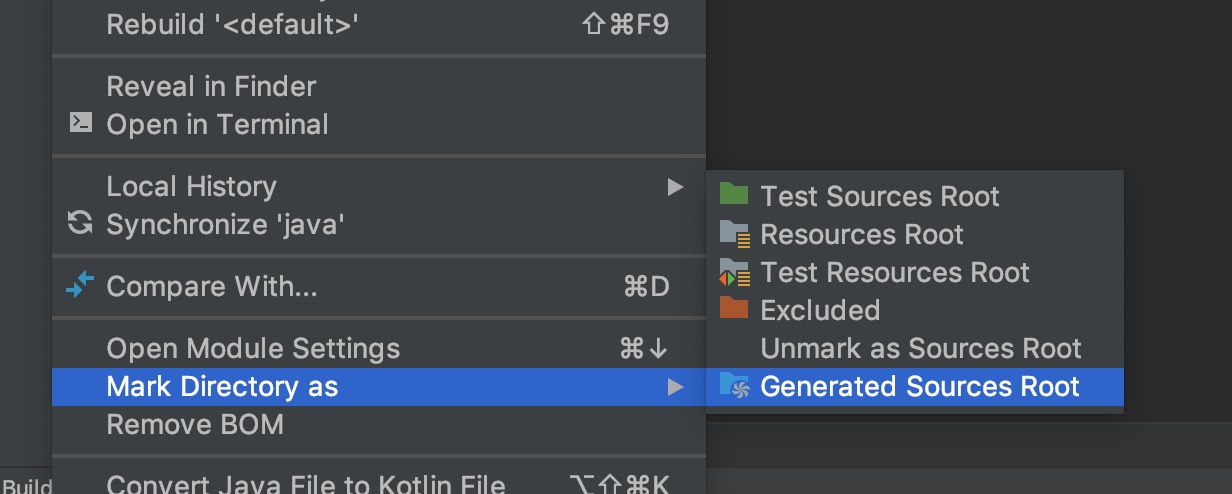 Rebuild '<default>' ⇧⌘F9
Reveal in Finder
Open in Terminal
Local History
Synchronize 'java'
Compare With... ⌘D
Open Module Settings ⌘↓
Mark Directory as
Remove BOM
Convert Java File to Kotlin File ⌥⇧⌘K
Test Sources Root
Resources Root
Test Resources Root
Excluded
Unmark as Sources Root
Generated Sources Root
Build